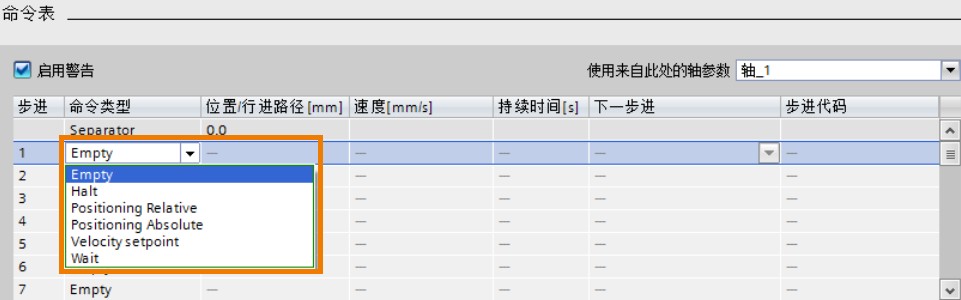 命令表
启用警告
使用来自此处的轴参数 轴_1
步进 命令类型 位置/行进路径 [mm] 速度[mm/s] 持续时间[s] 下一步进 步进代码
Separator 0.0
1 Empty — — — — —
Empty
2 — — — — —
Halt
3 — — — — —
Positioning Relative
4 — — — — —
Positioning Absolute
5 — — — — —
Velocity setpoint
6 — — — — —
Wait
7 Empty — — — — —